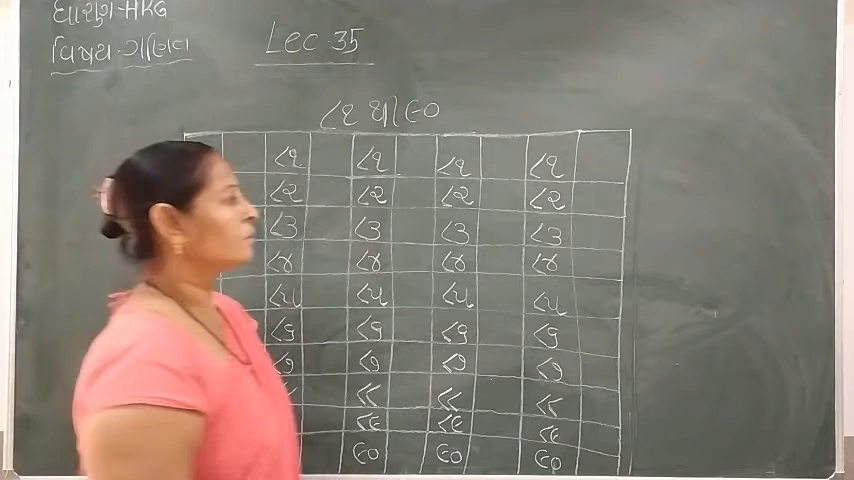 ધોરણ-HKG
વિષય-ગણિત
Lec 35
૮૧ થી ૯૦
૮૧ ૮૧ ૮૧ ૮૧
૮૨ ૮૨ ૮૨ ૮૨
૮૩ ૮૩ ૮૩ ૮૩
૮૪ ૮૪ ૮૪ ૮૪
૮૫ ૮૫ ૮૫ ૮૫
૮૬ ૮૬ ૮૬ ૮૬
૮૭ ૮૭ ૮૭ ૮૭
૮૮ ૮૮ ૮૮
૮૯ ૮૯ ૮૯
૯૦ ૯૦ ૯૦